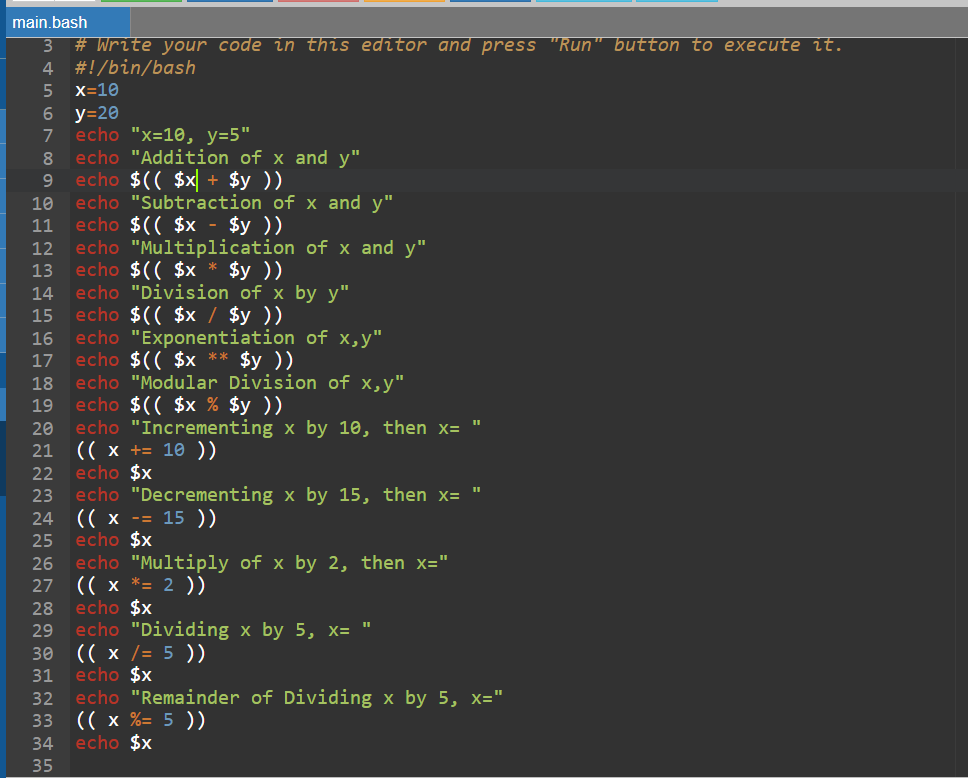 main.bash
3 # Write your code in this editor and press "Run" button to execute it.
4 #!/bin/bash
5 x=10
6 y=20
7 echo "x=10, y=5"
8 echo "Addition of x and y"
9 echo $(( $x + $y ))
10 echo "Subtraction of x and y"
11 echo $(( $x - $y ))
12 echo "Multiplication of x and y"
13 echo $(( $x * $y ))
14 echo "Division of x by y"
15 echo $(( $x / $y ))
16 echo "Exponentiation of x,y"
17 echo $(( $x ** $y ))
18 echo "Modular Division of x,y"
19 echo $(( $x % $y ))
20 echo "Incrementing x by 10, then x= "
21 (( x += 10 ))
22 echo $x
23 echo "Decrementing x by 15, then x= "
24 (( x -= 15 ))
25 echo $x
26 echo "Multiply of x by 2, then x="
27 (( x *= 2 ))
28 echo $x
29 echo "Dividing x by 5, x= "
30 (( x /= 5 ))
31 echo $x
32 echo "Remainder of Dividing x by 5, x="
33 (( x %= 5 ))
34 echo $x
35